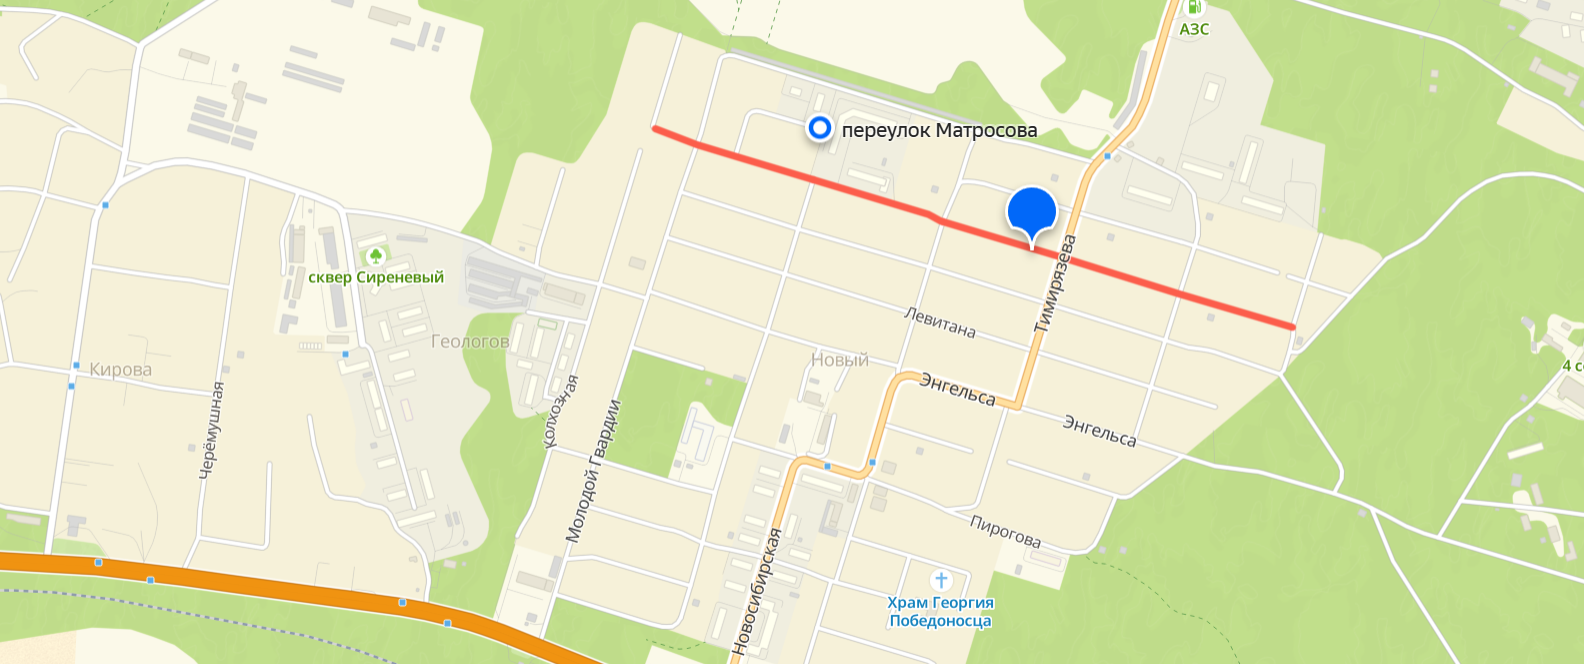 АЗС
переулок Матросова
сквер Сиреневый
Тимирязева
Левитана
Геологов
Новый
4 с
Кирова
Энгельса
Черёмушная
Колхозная
Молодой Гвардии
Энгельса
Пирогова
Новосибирская
Храм Георгия
Победоносца